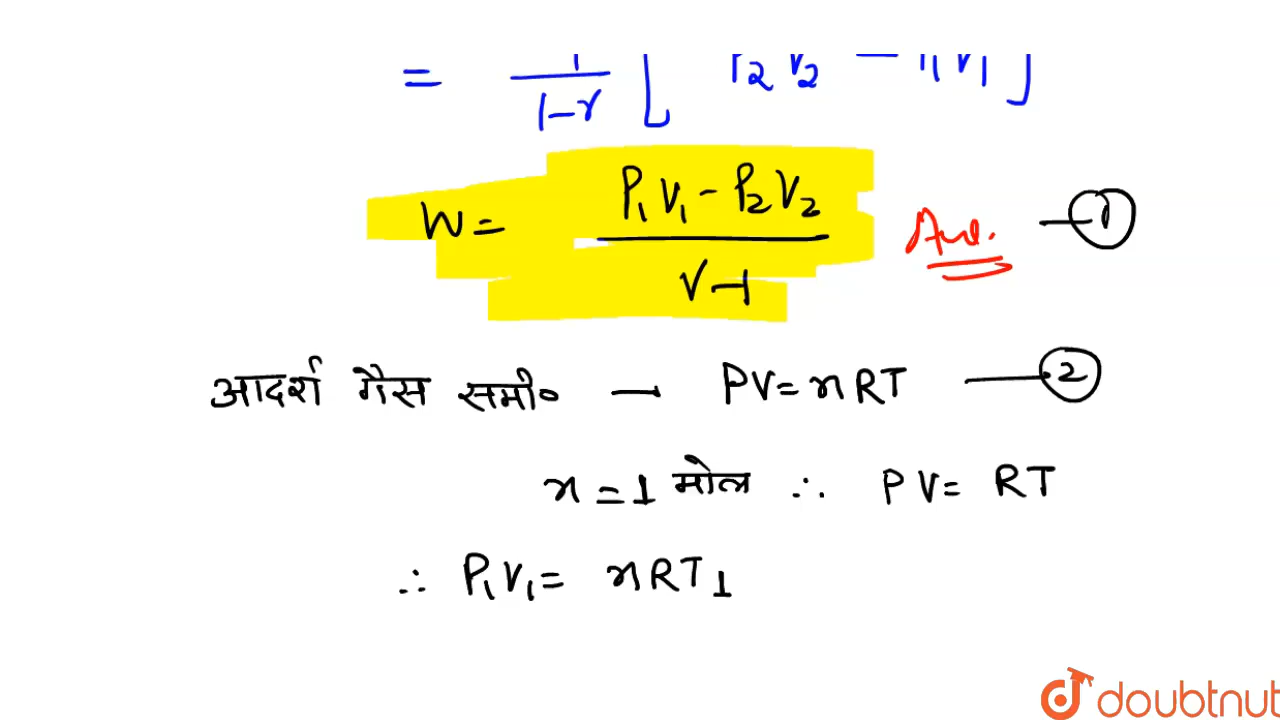 = 1/1-γ [ P₂V₂ - P₁V₁ ]
W = P₁V₁ - P₂V₂ / γ-1 Ans. —①
आदर्श गैस समी० — PV = nRT —②
n = 1 मोल ∴ PV = RT
∴ P₁V₁ = nRT₁
doubtnut